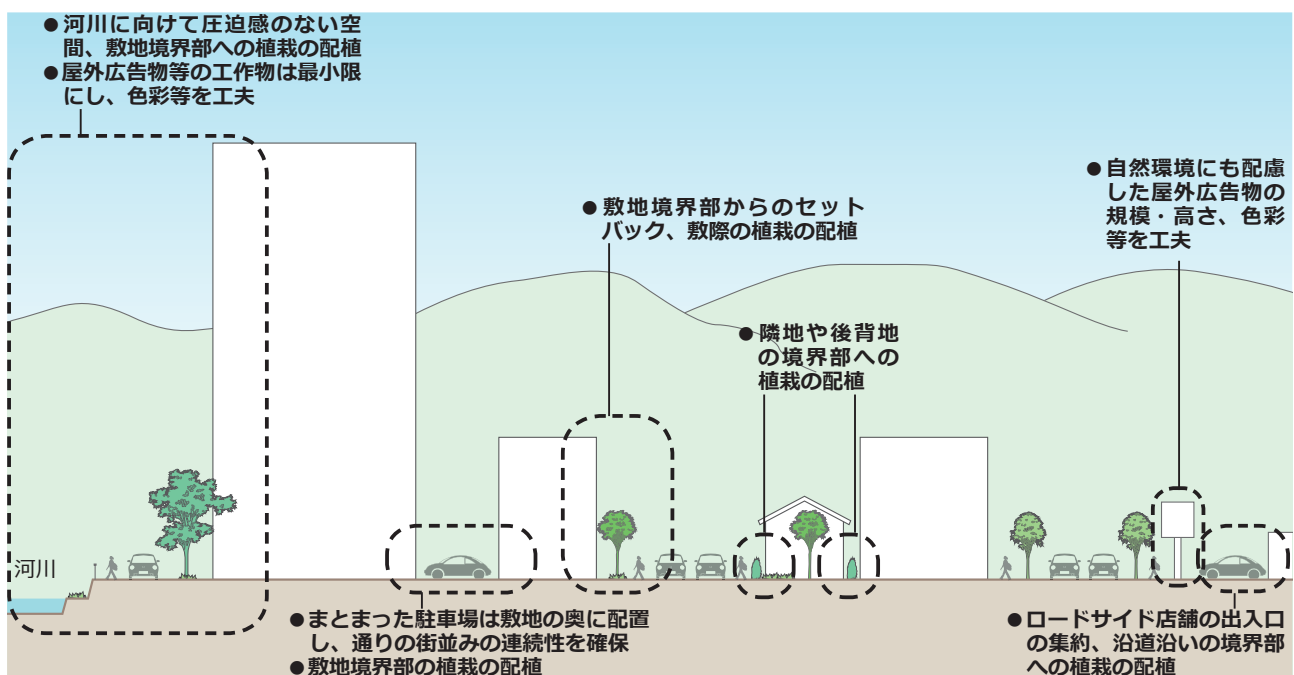 ●河川に向けて圧迫感のない空
間、敷地境界部への植栽の配植
●屋外広告物等の工作物は最小限
にし、色彩等を工夫
●敷地境界部からのセット
バック、敷際の植栽の配植
●自然環境にも配慮
した屋外広告物の
規模・高さ、色彩
等を工夫
●隣地や後背地
の境界部への
植栽の配植
河川
●まとまった駐車場は敷地の奥に配置
し、通りの街並みの連続性を確保
●敷地境界部の植栽の配植
●ロードサイド店舗の出入口
の集約、沿道沿いの境界部
への植栽の配植